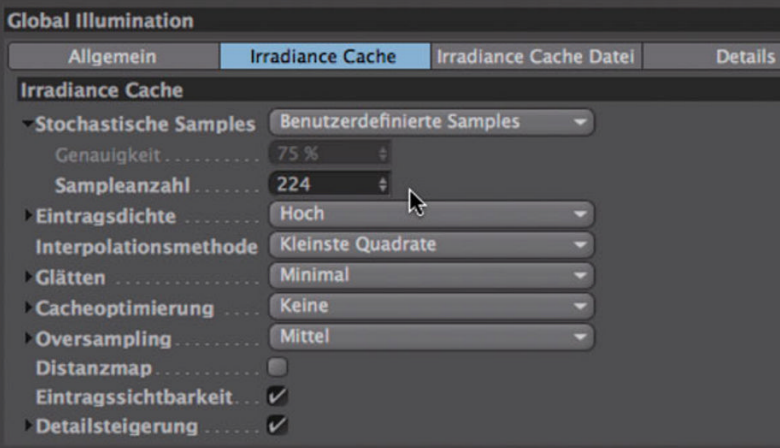 Global Illumination
Allgemein Irradiance Cache Irradiance Cache Datei Details
Irradiance Cache
Stochastische Samples Benutzerdefinierte Samples
Genauigkeit 75 %
Sampleanzahl 224
Eintragsdichte Hoch
Interpolationsmethode Kleinste Quadrate
Glätten Minimal
Cacheoptimierung Keine
Oversampling Mittel
Distanzmap
Eintragssichtbarkeit
Detailsteigerung